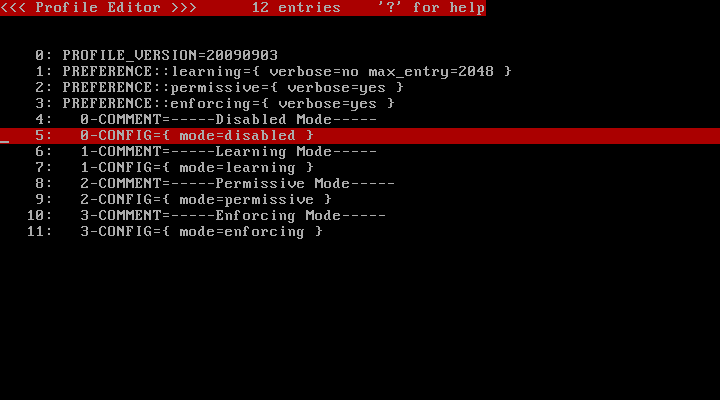 <<< Profile Editor >>>      12 entries    '?' for help
0: PROFILE_VERSION=20090903
1: PREFERENCE::learning={ verbose=no max_entry=2048 }
2: PREFERENCE::permissive={ verbose=yes }
3: PREFERENCE::enforcing={ verbose=yes }
4:   0-COMMENT=-----Disabled Mode-----
5:   0-CONFIG={ mode=disabled }
6:   1-COMMENT=-----Learning Mode-----
7:   1-CONFIG={ mode=learning }
8:   2-COMMENT=-----Permissive Mode-----
9:   2-CONFIG={ mode=permissive }
10:   3-COMMENT=-----Enforcing Mode-----
11:   3-CONFIG={ mode=enforcing }